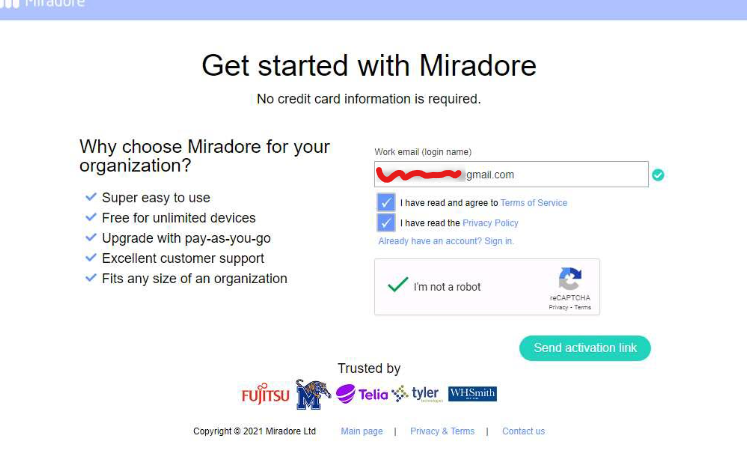 Miradore
Get started with Miradore
No credit card information is required.
Why choose Miradore for your
organization?
Super easy to use
Free for unlimited devices
Upgrade with pay-as-you-go
Excellent customer support
Fits any size of an organization
Work email (login name)
gmail.com
I have read and agree to Terms of Service
I have read the Privacy Policy
Already have an account? Sign in.
I'm not a robot
reCAPTCHA
Privacy - Terms
Send activation link
Trusted by
FUJITSU M Telia tyler WHSmith
Copyright © 2021 Miradore Ltd Main page | Privacy & Terms | Contact us